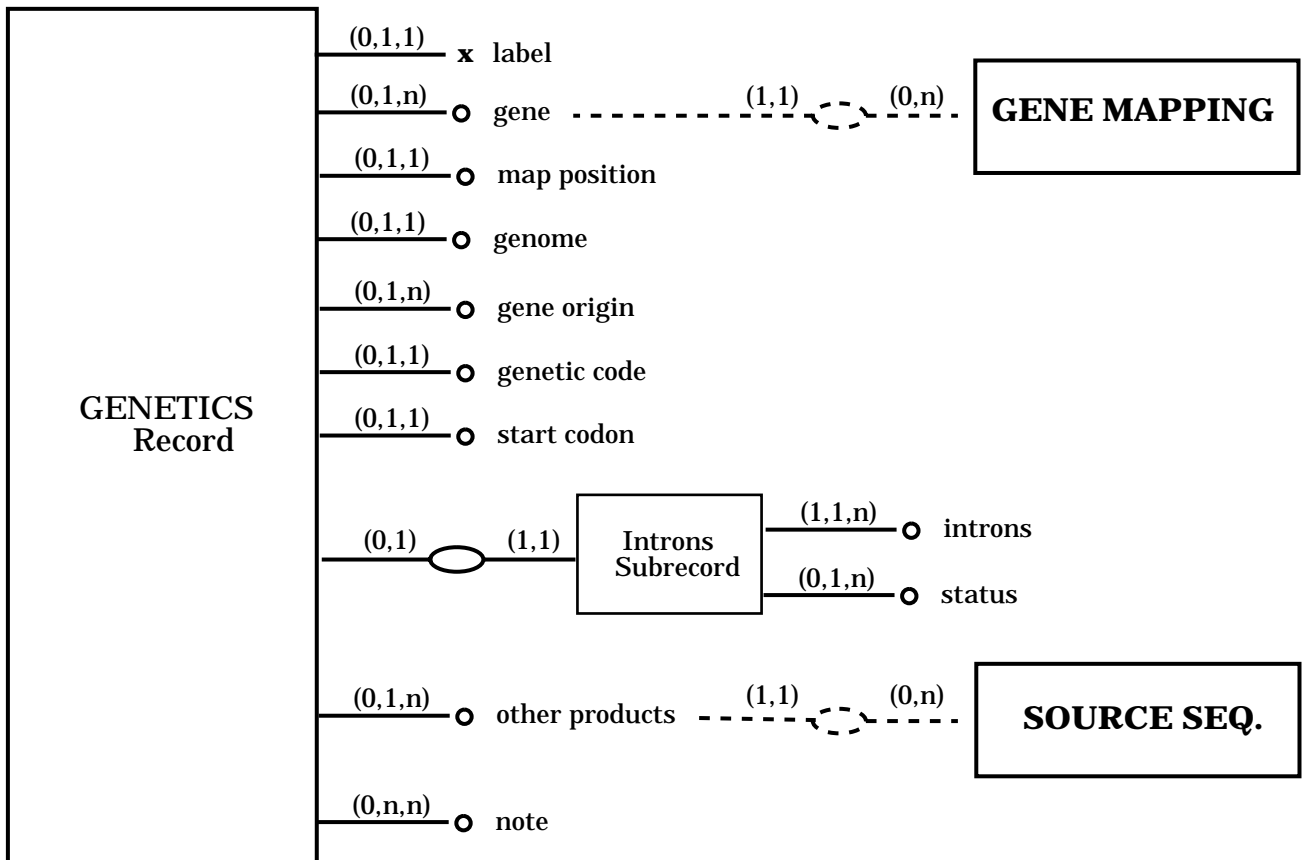 (0,1,1) x label
(0,1,n) gene (1,1) (0,n) GENE MAPPING
(0,1,1) map position
(0,1,1) genome
(0,1,n) gene origin
(0,1,1) genetic code
GENETICS
Record
(0,1,1) start codon
(0,1) (1,1) Introns
Subrecord
(1,1,n) introns
(0,1,n) status
(0,1,n) other products (1,1) (0,n) SOURCE SEQ.
(0,n,n) note